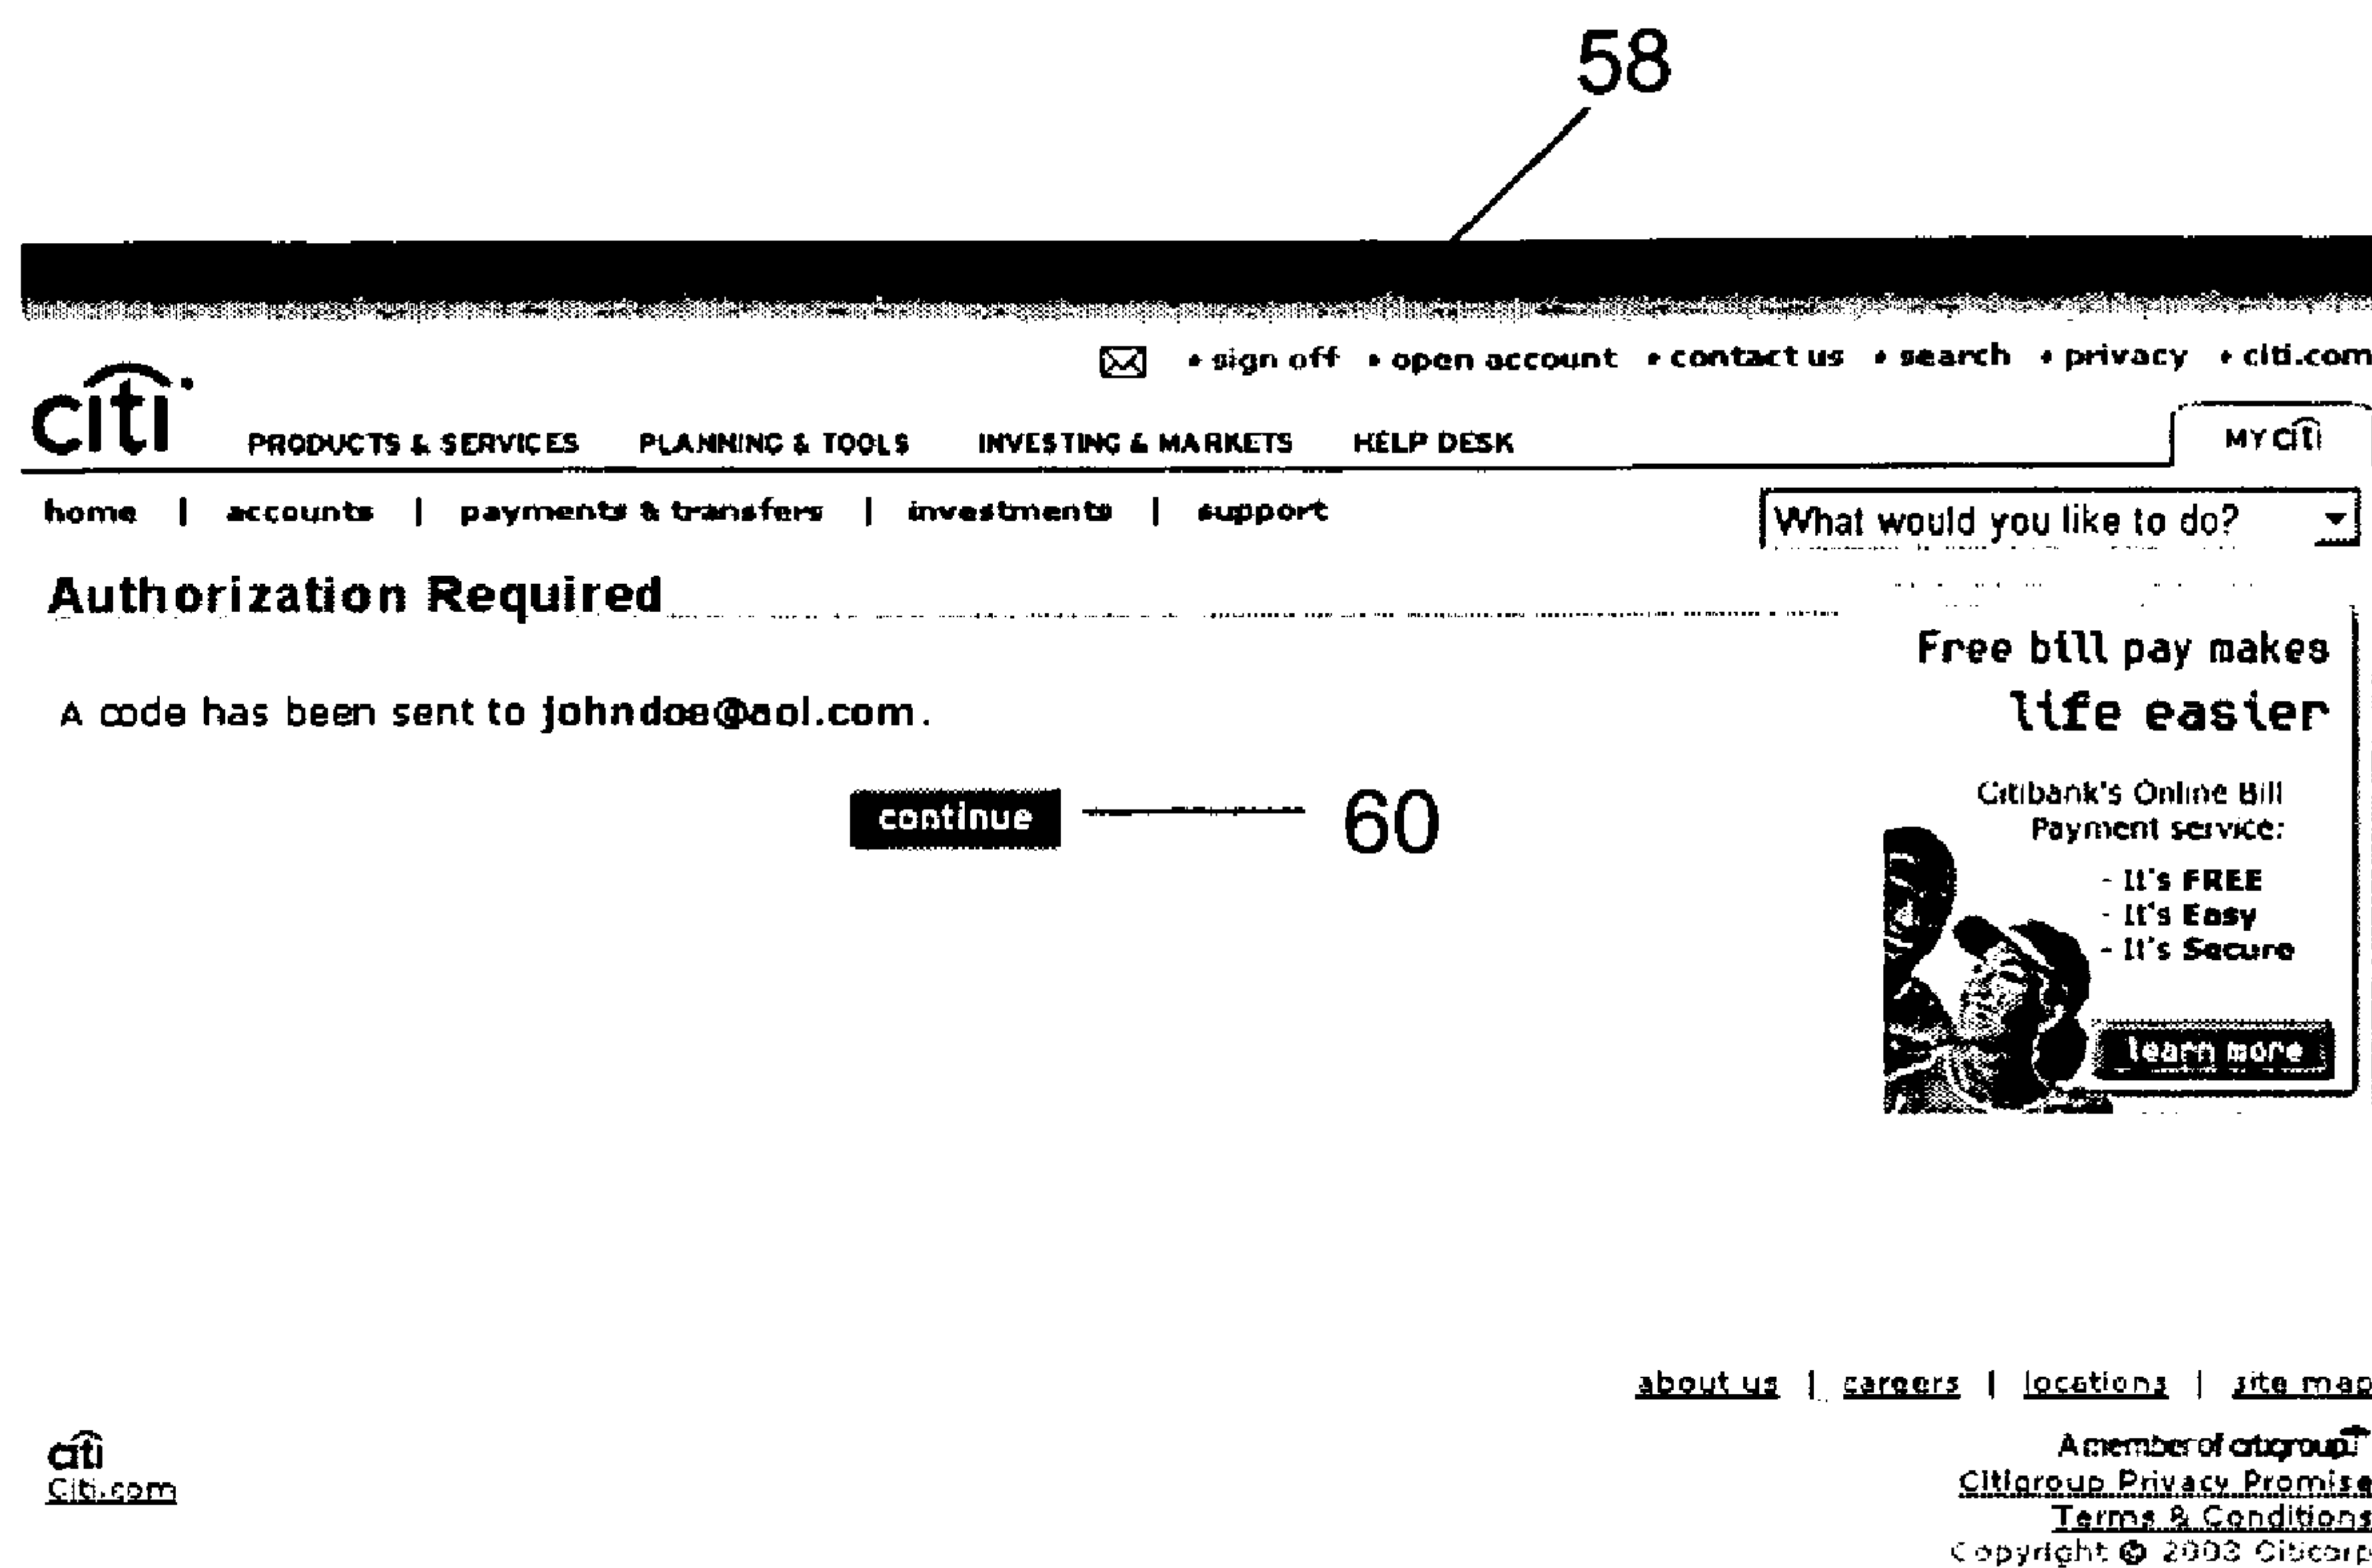 58
• sign off • open account • contact us • search • privacy • citi.com
citi
PRODUCTS & SERVICES PLANNING & TOOLS INVESTING & MARKETS HELP DESK MY citi
home | accounts | payments & transfers | investments | support
What would you like to do?
Authorization Required
A code has been sent to johndoe@aol.com.
continue 60
Free bill pay makes
life easier
Citibank's Online Bill
Payment service:
- It's FREE
- It's Easy
- It's Secure
learn more
about us | careers | locations | site map
citi
Citi.com
A member of citigroup
Citigroup Privacy Promise
Terms & Conditions
Copyright © Citicorp